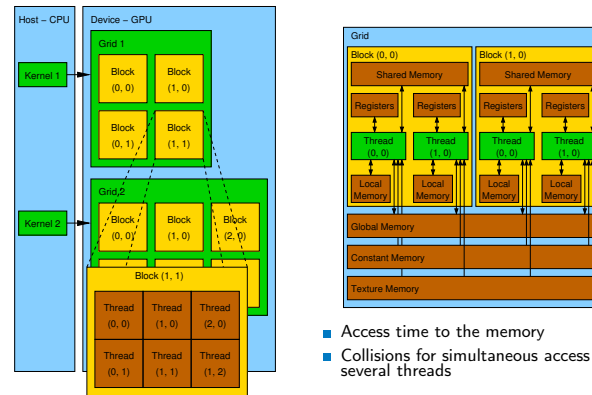 Host – CPU
Device – GPU
Grid 1
Kernel 1
Block
(0, 0)
Block
(1, 0)
Block
(0, 1)
Block
(1, 1)
Grid 2
Kernel 2
Block
(0, 0)
Block
(1, 0)
Block
(2, 0)
Block (1, 1)
Thread
(0, 0)
Thread
(1, 0)
Thread
(2, 0)
Thread
(0, 1)
Thread
(1, 1)
Thread
(1, 2)
Grid
Block (0, 0)
Block (1, 0)
Shared Memory
Shared Memory
Registers
Registers
Registers
Registers
Thread
(0, 0)
Thread
(1, 0)
Thread
(0, 0)
Thread
(1, 0)
Local
Memory
Local
Memory
Local
Memory
Local
Memory
Global Memory
Constant Memory
Texture Memory
Access time to the memory
Collisions for simultaneous access
several threads